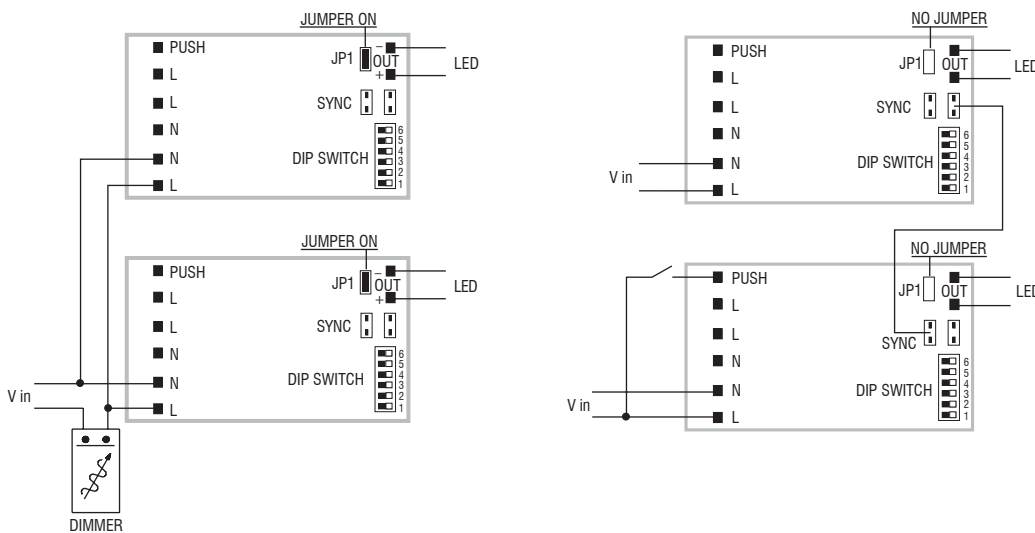 JUMPER ON
PUSH
−
JP1
OUT
LED
L
+
L
SYNC
N
6
5
4
N
DIP SWITCH
3
2
L
1
JUMPER ON
PUSH
−
JP1
OUT
LED
L
+
L
SYNC
N
6
5
4
N
DIP SWITCH
3
2
V in
L
1
DIMMER
NO JUMPER
PUSH
JP1
OUT
LED
L
L
SYNC
N
6
5
4
N
DIP SWITCH
3
V in
2
L
1
NO JUMPER
PUSH
JP1
OUT
LED
L
L
SYNC
N
6
5
4
N
DIP SWITCH
3
V in
2
L
1